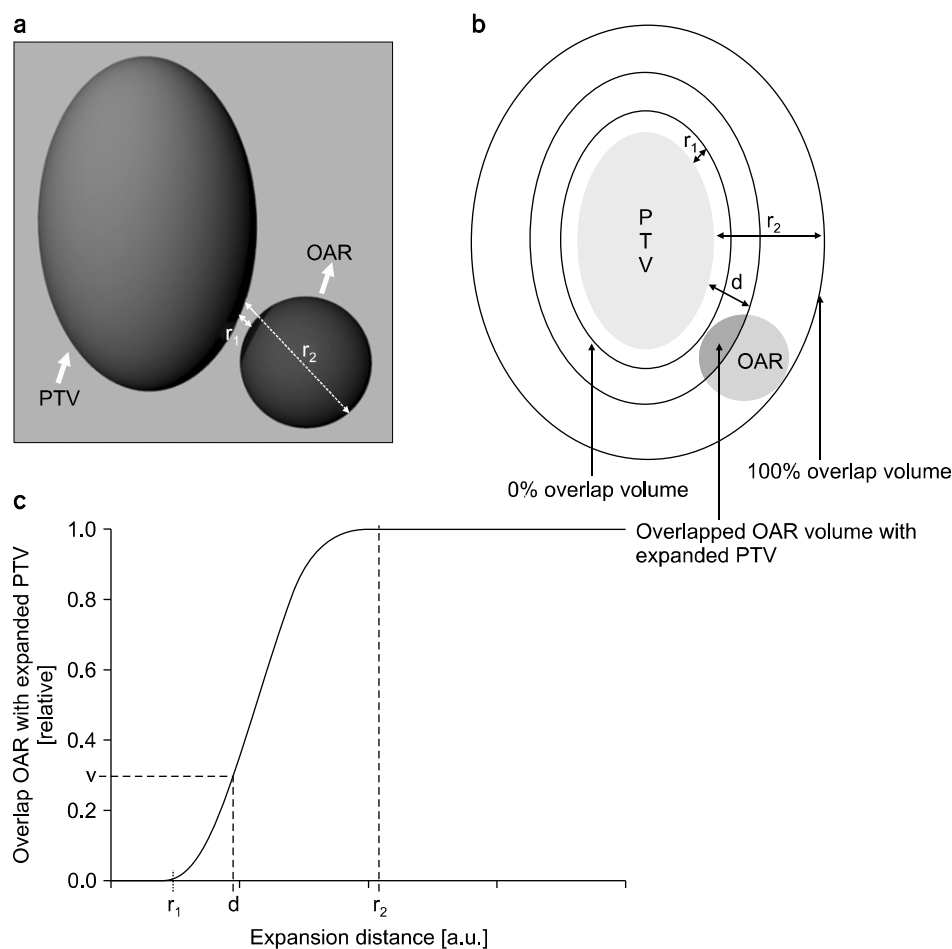 a
OAR
r1
r2
PTV
b
r1
P
T
V
r2
d
OAR
0% overlap volume
100% overlap volume
Overlapped OAR volume with
expanded PTV
c
Overlap OAR with expanded PTV
[relative]
1.0
0.8
0.6
0.4
v
0.2
0.0
r1
d
r2
Expansion distance [a.u.]